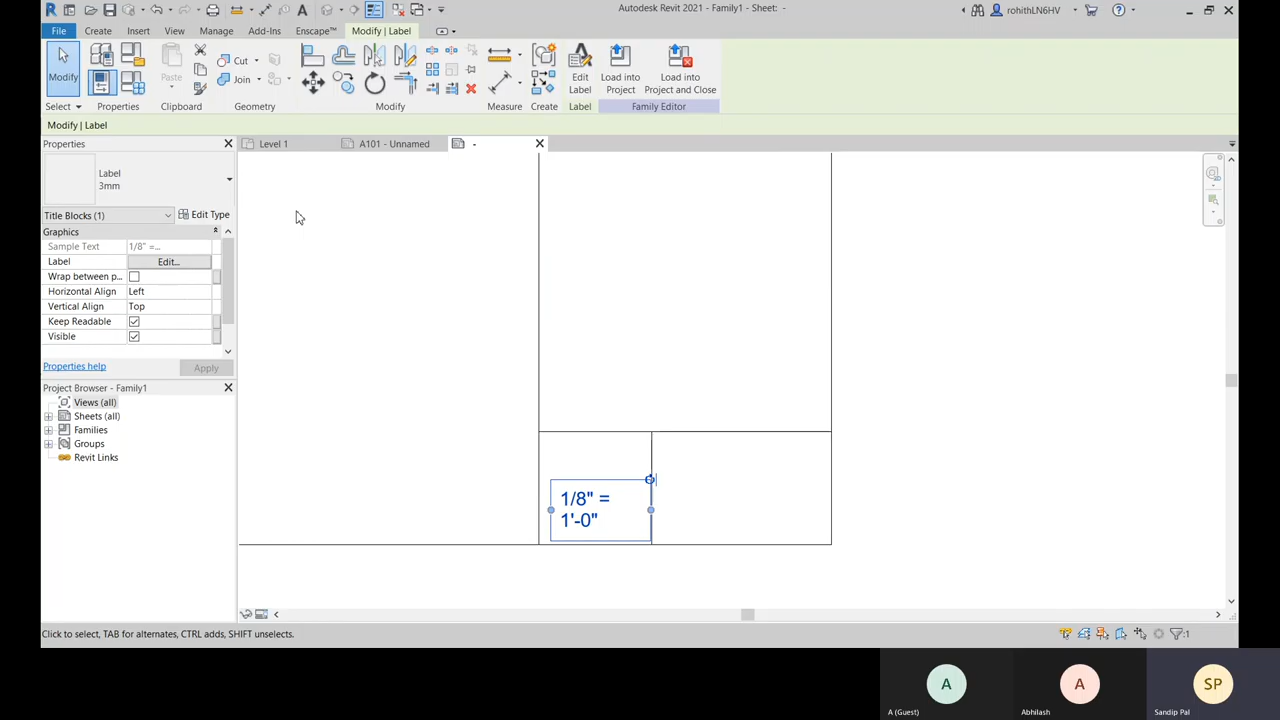 Autodesk Revit 2021 - Family1 - Sheet: -
rohithLN6HV
File
Create
Insert
View
Manage
Add-Ins
Enscape™
Modify | Label
Modify
Paste
Cut
Join
Edit
Label
Load into
Project
Load into
Project and Close
Select
Properties
Clipboard
Geometry
Modify
Measure
Create
Label
Family Editor
Modify | Label
Properties
Level 1
A101 - Unnamed
-
Label
3mm
Title Blocks (1)
Edit Type
Graphics
Sample Text
1/8" =...
Label
Edit...
Wrap between p...
Horizontal Align
Left
Vertical Align
Top
Keep Readable
Visible
Properties help
Apply
Project Browser - Family1
Views (all)
Sheets (all)
Families
Groups
Revit Links
1/8" =
1'-0"
Click to select, TAB for alternates, CTRL adds, SHIFT unselects.
:1
A
A
SP
A (Guest)
Abhilash
Sandip Pal